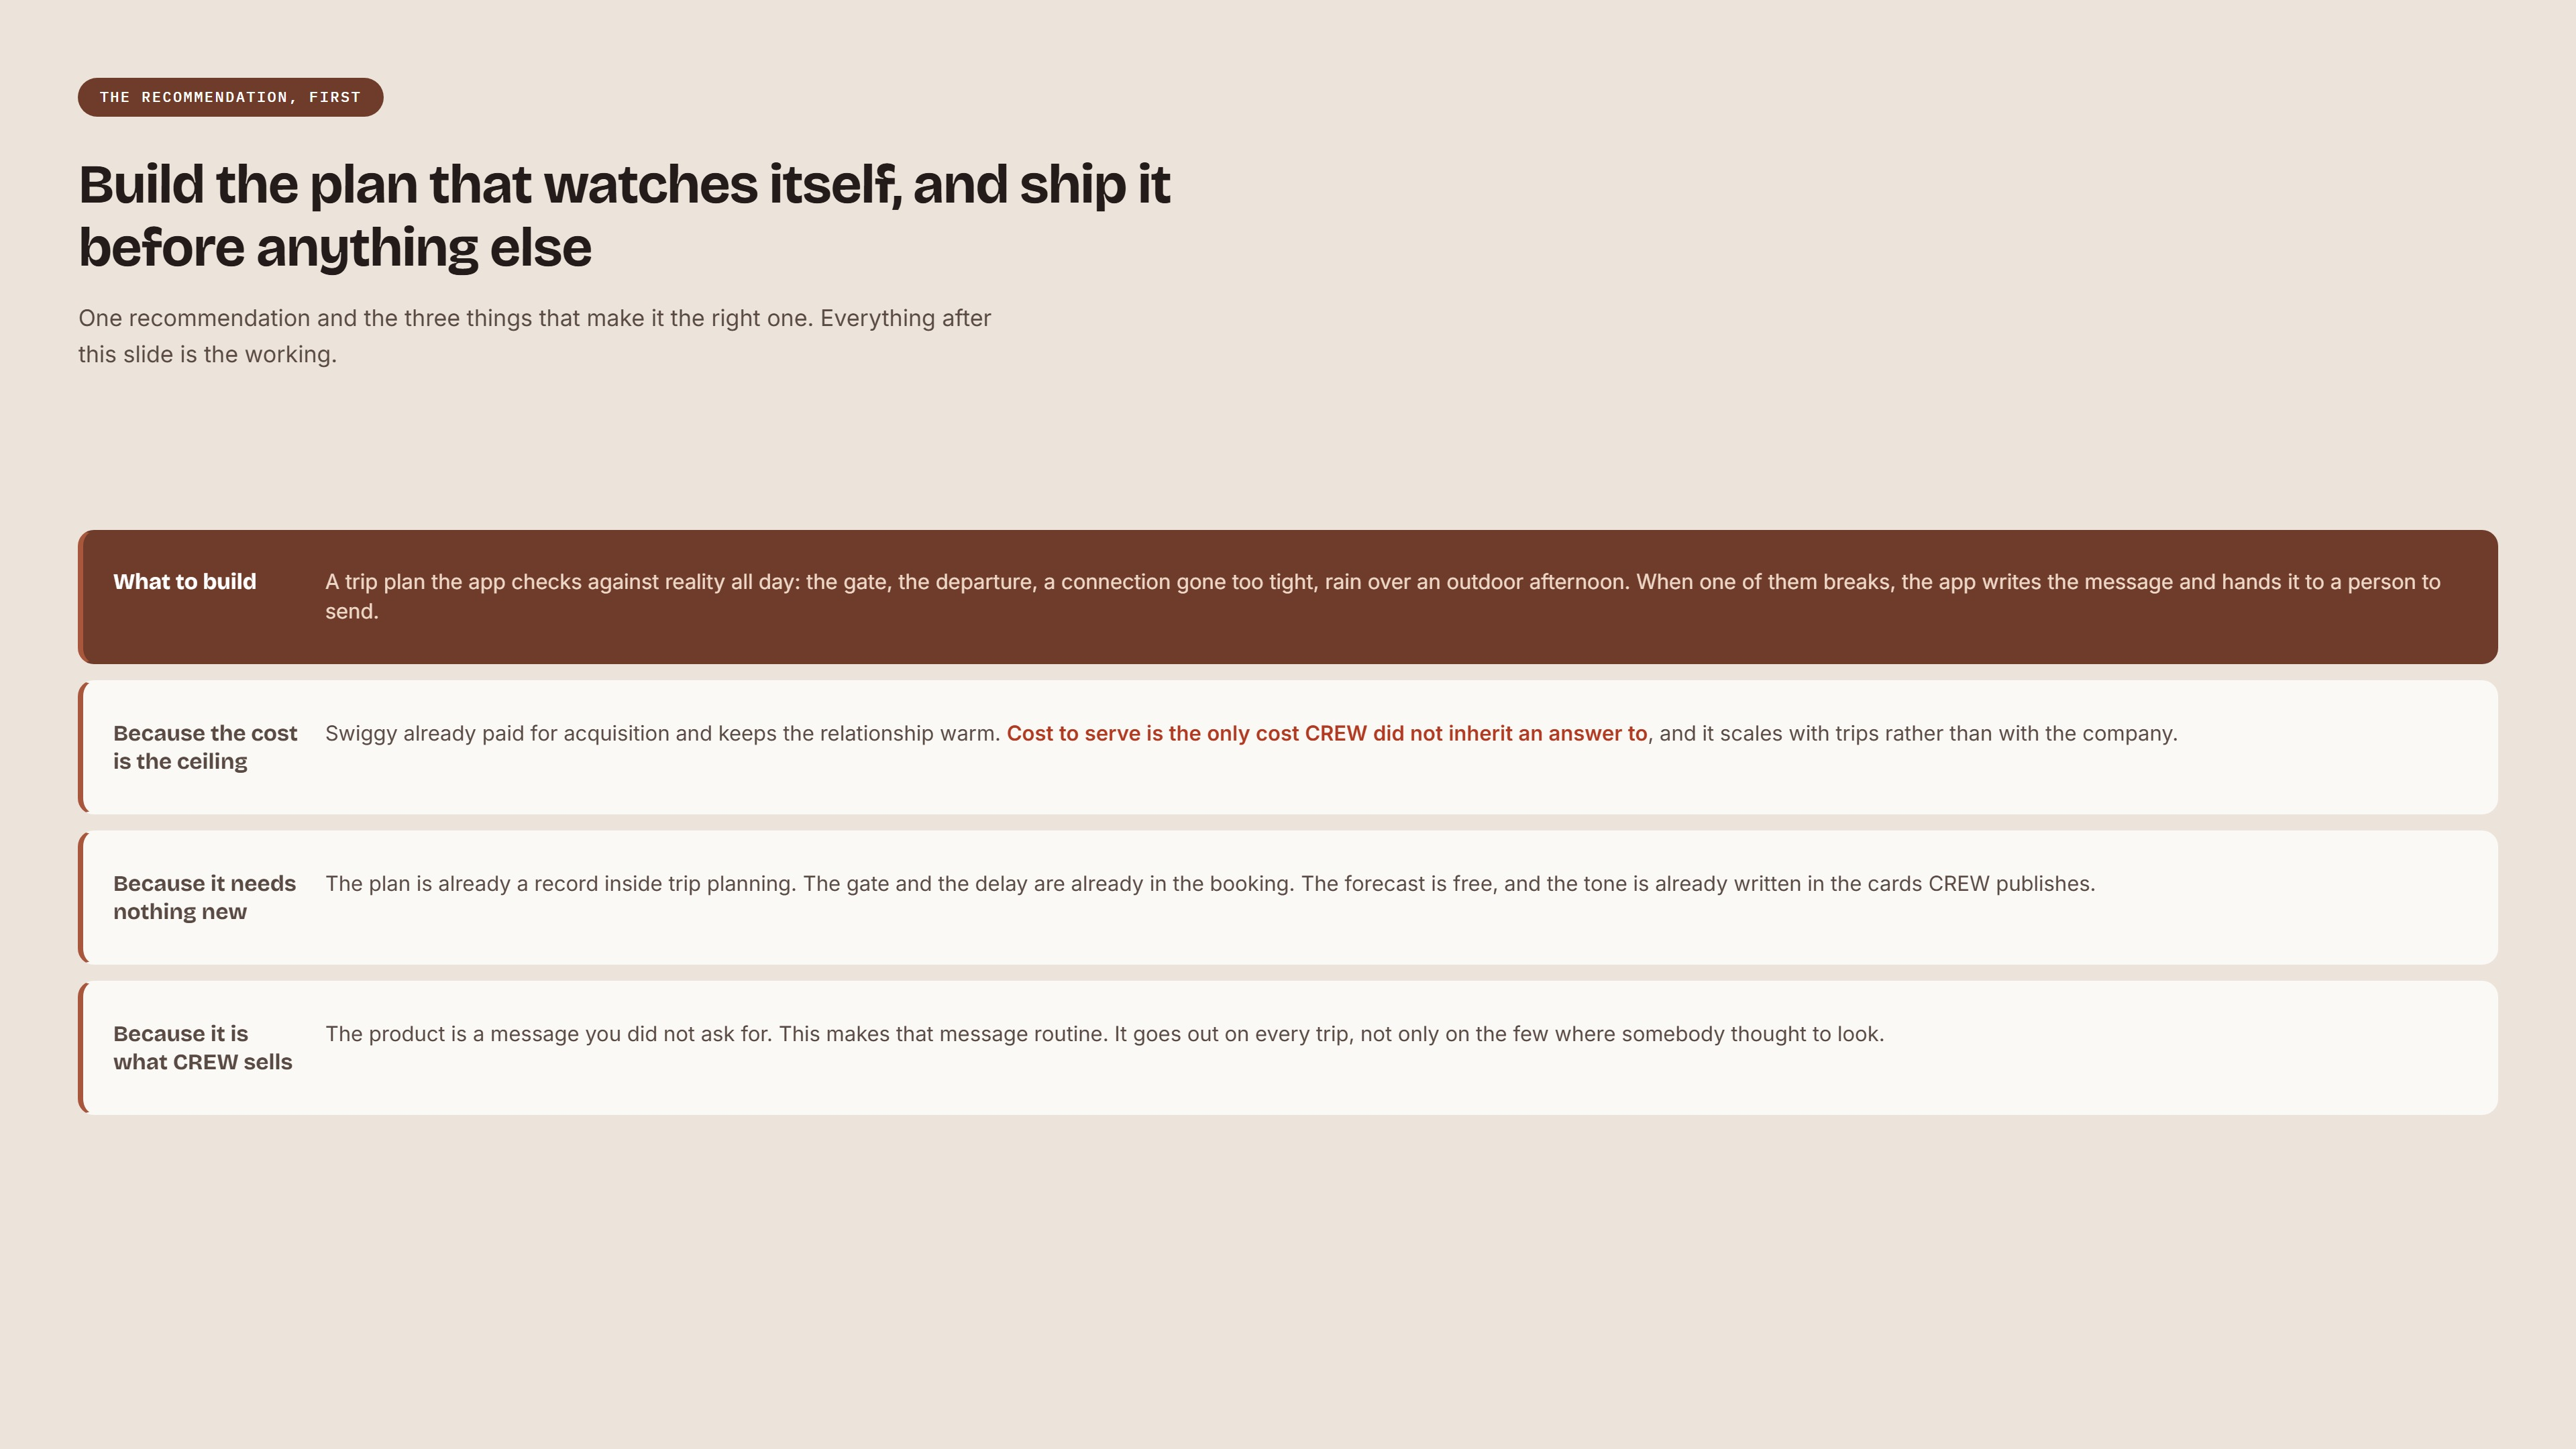 THE RECOMMENDATION, FIRST
Build the plan that watches itself, and ship it
before anything else
One recommendation and the three things that make it the right one. Everything after
this slide is the working.
What to build
A trip plan the app checks against reality all day: the gate, the departure, a connection gone too tight, rain over an outdoor afternoon. When one of them breaks, the app writes the message and hands it to a person to
send.
Because the cost
is the ceiling
Swiggy already paid for acquisition and keeps the relationship warm. Cost to serve is the only cost CREW did not inherit an answer to, and it scales with trips rather than with the company.
Because it needs
nothing new
The plan is already a record inside trip planning. The gate and the delay are already in the booking. The forecast is free, and the tone is already written in the cards CREW publishes.
Because it is
what CREW sells
The product is a message you did not ask for. This makes that message routine. It goes out on every trip, not only on the few where somebody thought to look.